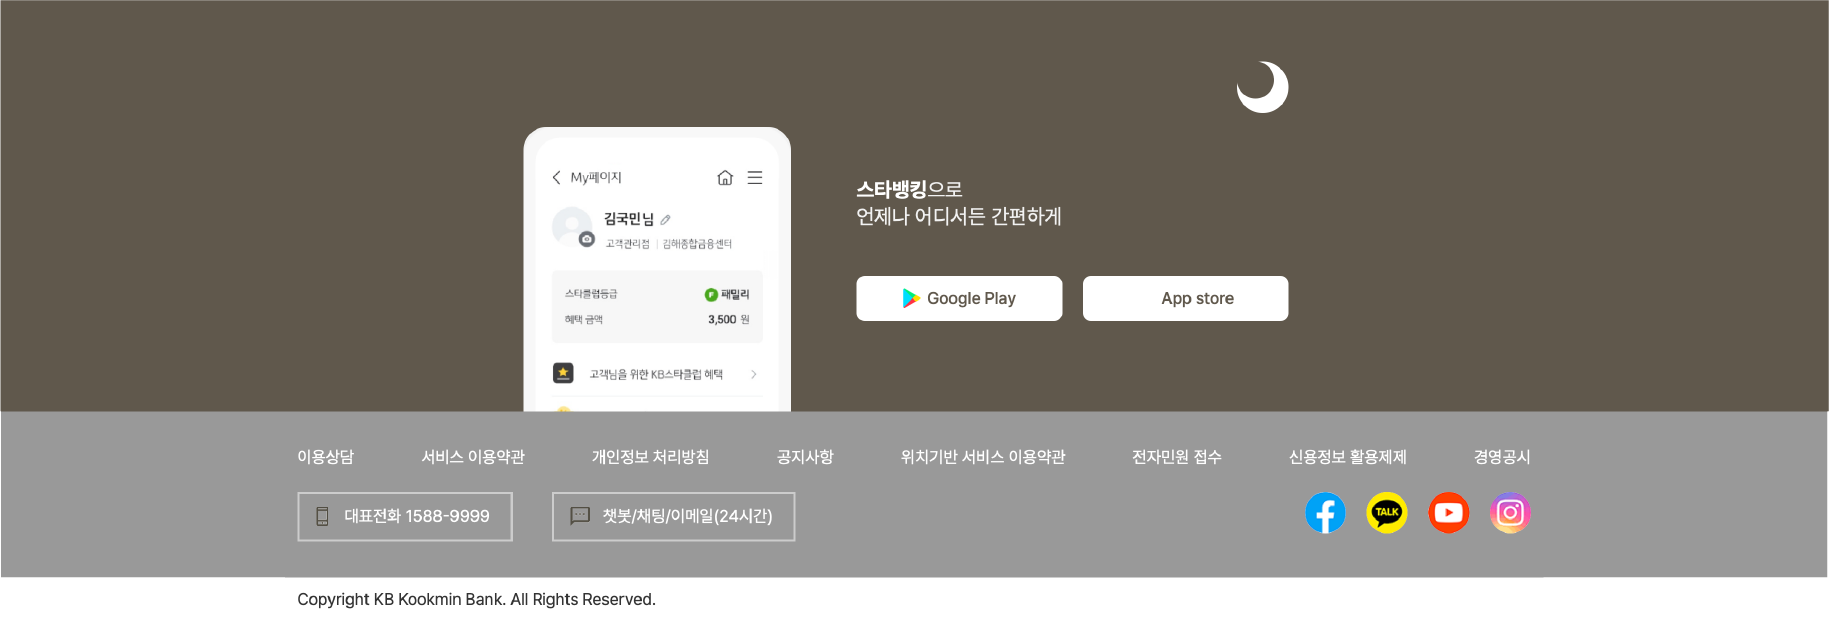 My페이지
김국민님
고객관리점 | 김해종합금융센터
스타클럽등급 F 패밀리
혜택 금액 3,500 원
고객님을 위한 KB스타클럽 혜택
스타뱅킹으로
언제나 어디서든 간편하게
Google Play
App store
이용상담 서비스 이용약관 개인정보 처리방침 공지사항 위치기반 서비스 이용약관 전자민원 접수 신용정보 활용제제 경영공시
대표전화 1588-9999 챗봇/채팅/이메일(24시간)
TALK
Copyright KB Kookmin Bank. All Rights Reserved.